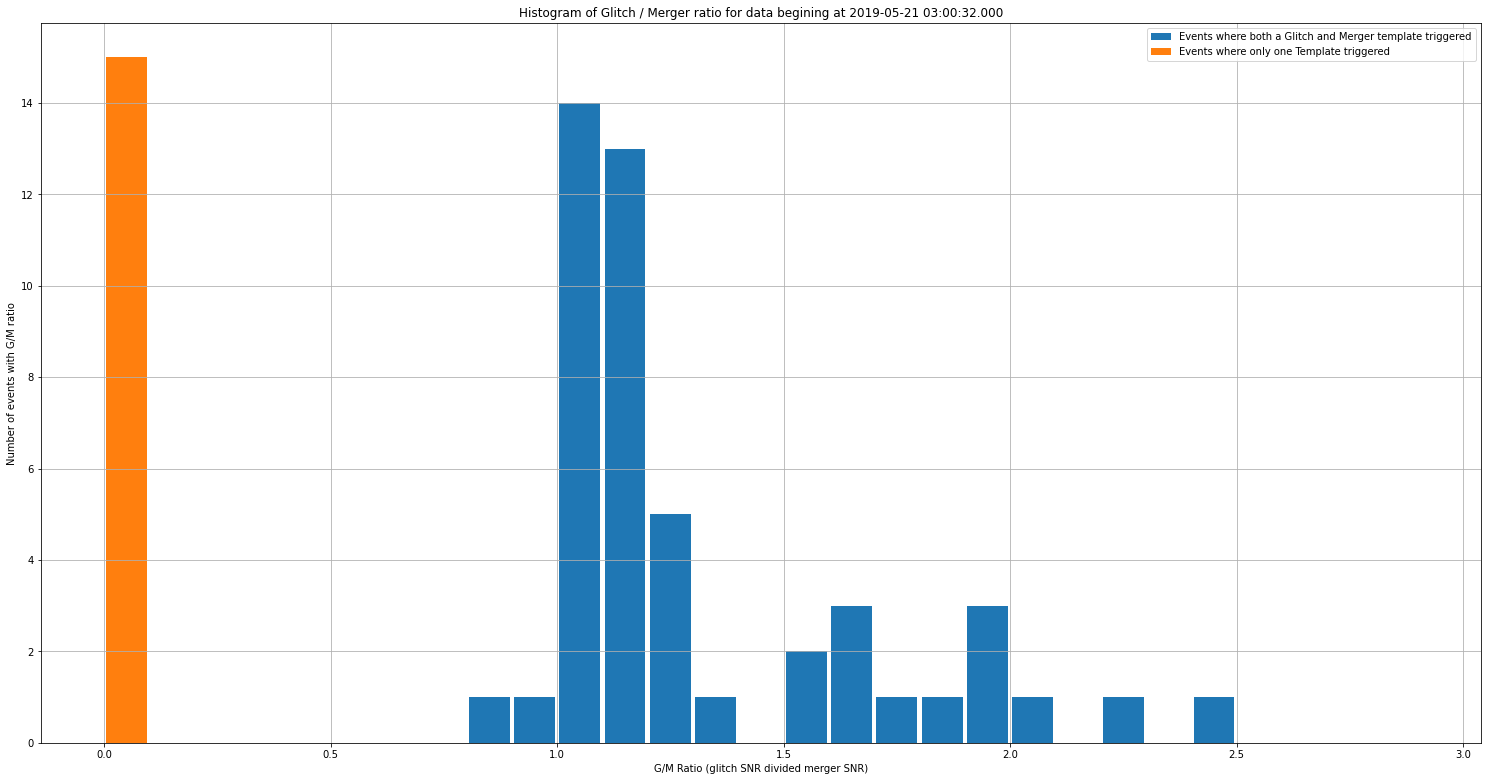 Histogram of Glitch / Merger ratio for data begining at 2019-05-21 03:00:32.000
Events where both a Glitch and Merger template triggered
Events where only one Template triggered
Number of events with G/M ratio
14
12
10
8
6
4
2
0
0.0 0.5 1.0 1.5 2.0 2.5 3.0
G/M Ratio (glitch SNR divided merger SNR)